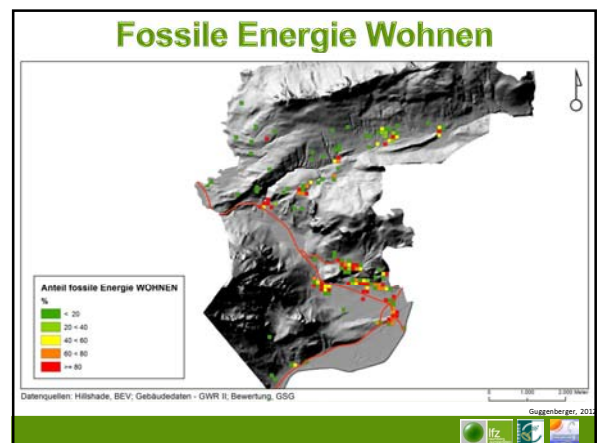 Fossile Energie Wohnen
Anteil fossile Energie WOHNEN
%
< 20
20 < 40
40 < 60
60 < 80
>= 80
Datenquellen: Hillshade, BEV; Gebäudedaten - GWR II; Bewertung, GSG
0 1.000 2.000 Meter
Guggenberger, 2012
lfz